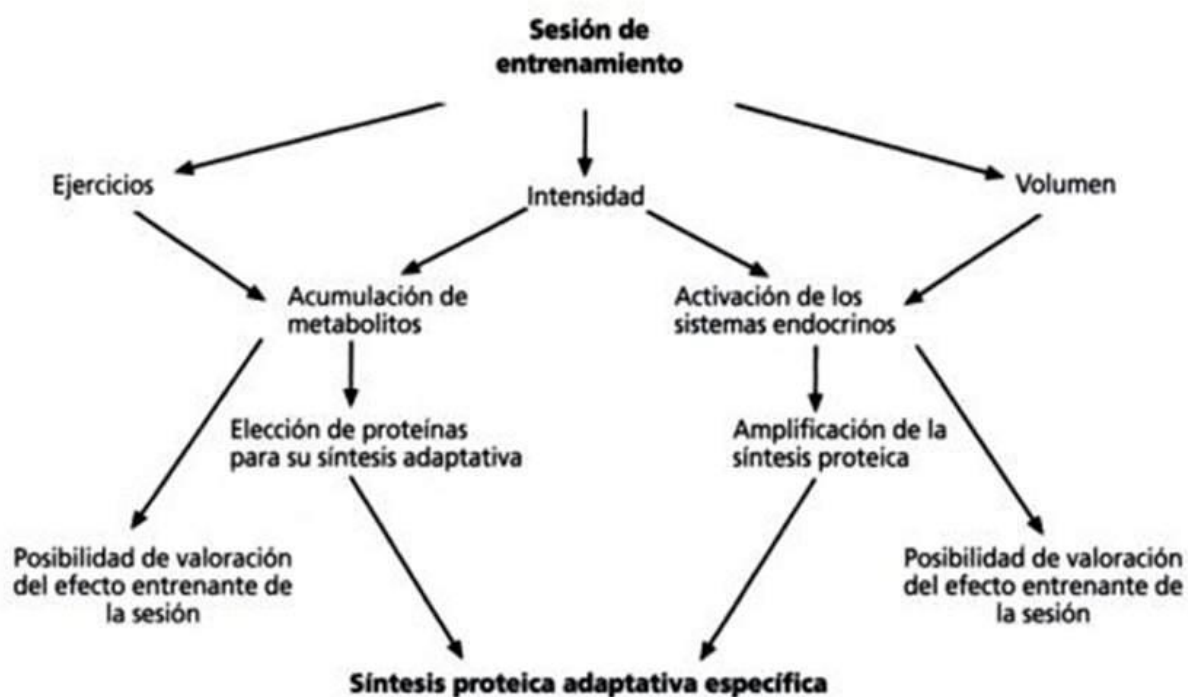 Sesión de
entrenamiento
Ejercicios
Intensidad
Volumen
Acumulación de
metabolitos
Activación de los
sistemas endocrinos
Elección de proteínas
para su síntesis adaptativa
Amplificación de la
síntesis proteica
Posibilidad de valoración
del efecto entrenante de
la sesión
Posibilidad de valoración
del efecto entrenante de
la sesión
Síntesis proteica adaptativa específica